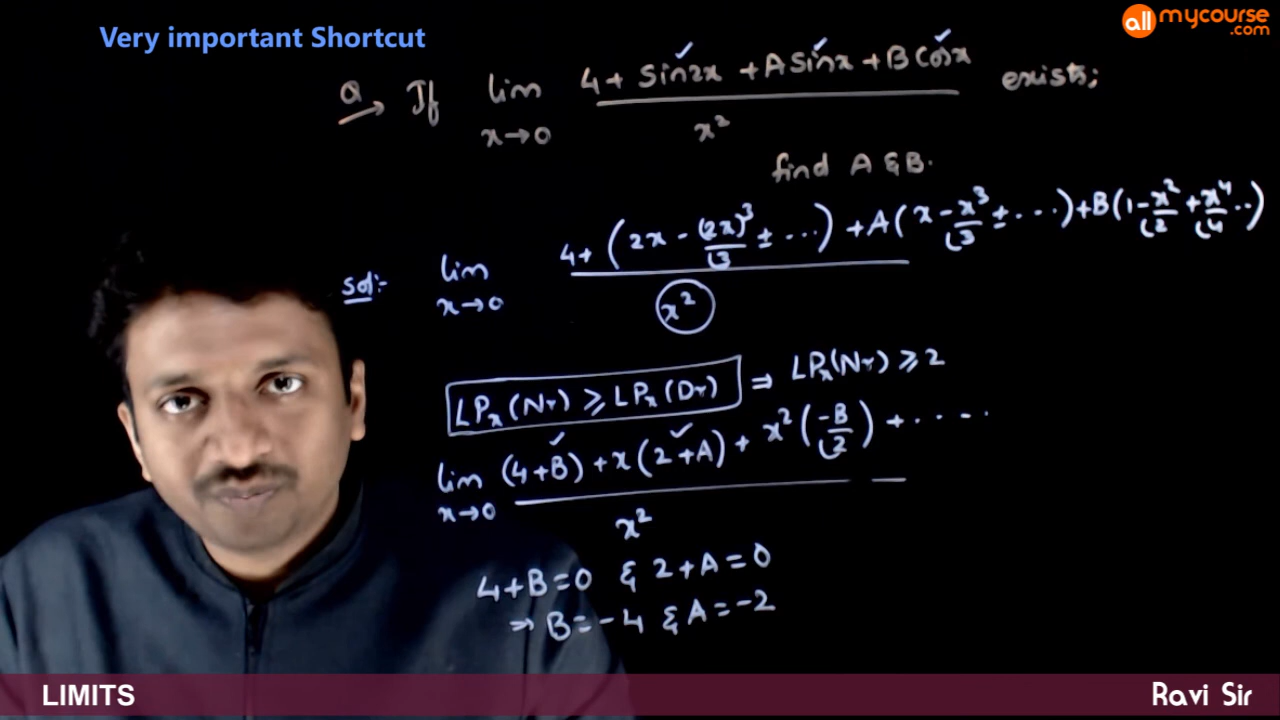 Very important Shortcut
all mycourse .com
Q → If lim x→0 (4 + Sin2x + A Sinx + B Cosx) / x² exists;
find A & B.
Sol:- lim x→0 (4 + (2x - (2x)³/⌊3 ± ...) + A(x - x³/⌊3 ± ....) + B(1 - x²/⌊2 + x⁴/⌊4 ..)) / x²
LPₓ(Nr) ≥ LPₓ(Dr) ⇒ LPₓ(Nr) ≥ 2
lim x→0 ((4+B) + x(2+A) + x²(-B/⌊2) + .....) / x²
4+B=0 & 2+A=0
⇒ B=-4 & A=-2
LIMITS
Ravi Sir